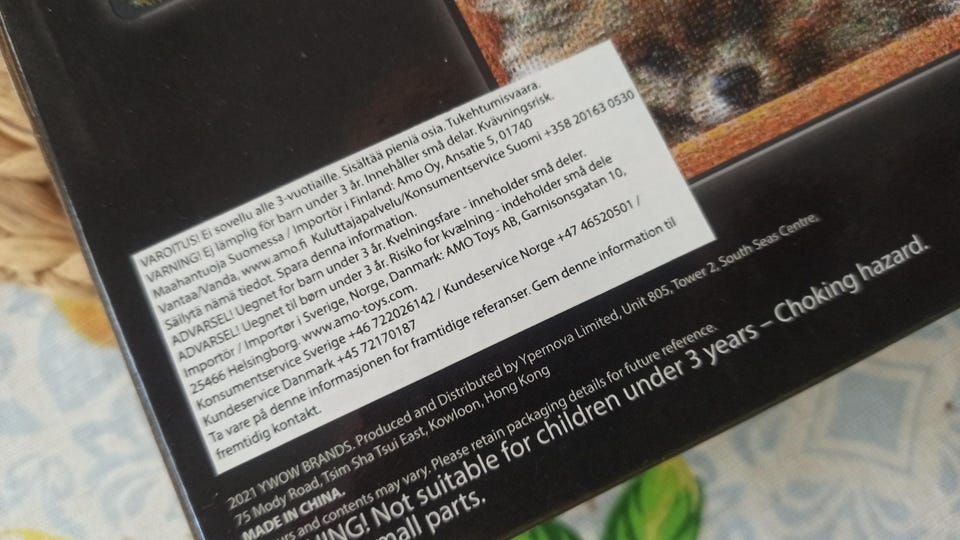 VAROITUS! Ei sovellu alle 3-vuotiaille. Sisältää pieniä osia. Tukehtumisvaara.
VARNING! Ej lämplig för barn under 3 år. Innehåller små delar. Kvävningsrisk.
Maahantuoja Suomessa / Importör i Finland: Amo Oy, Ansatie 5, 01740
Vantaa/Vanda. www.amo.fi Kuluttajapalvelu/Konsumentservice Suomi +358 20163 0530
Säilytä nämä tiedot. Spara denna information.
ADVARSEL! Uegnet for barn under 3 år. Kvelningsfare - inneholder små deler.
ADVARSEL! Uegnet til børn under 3 år. Risiko for kvælning - indeholder små dele
Importör / Importør i Sverige, Norge, Danmark: AMO Toys AB, Garnisonsgatan 10,
25466 Helsingborg. www.amo-toys.com.
Konsumentservice Sverige +46 722026142 / Kundeservice Norge +47 46520501 /
Kundeservice Danmark +45 72170187
Ta vare på denne informasjonen for framtidige referanser. Gem denne information til
fremtidig kontakt.
2021 YWOW BRANDS. Produced and Distributed by Ypernova Limited, Unit 805, Tower 2, South Seas Centre,
75 Mody Road, Tsim Sha Tsui East, Kowloon, Hong Kong
MADE IN CHINA.
and contents may vary. Please retain packaging details for future reference.
Not suitable for children under 3 years – Choking hazard.
parts.